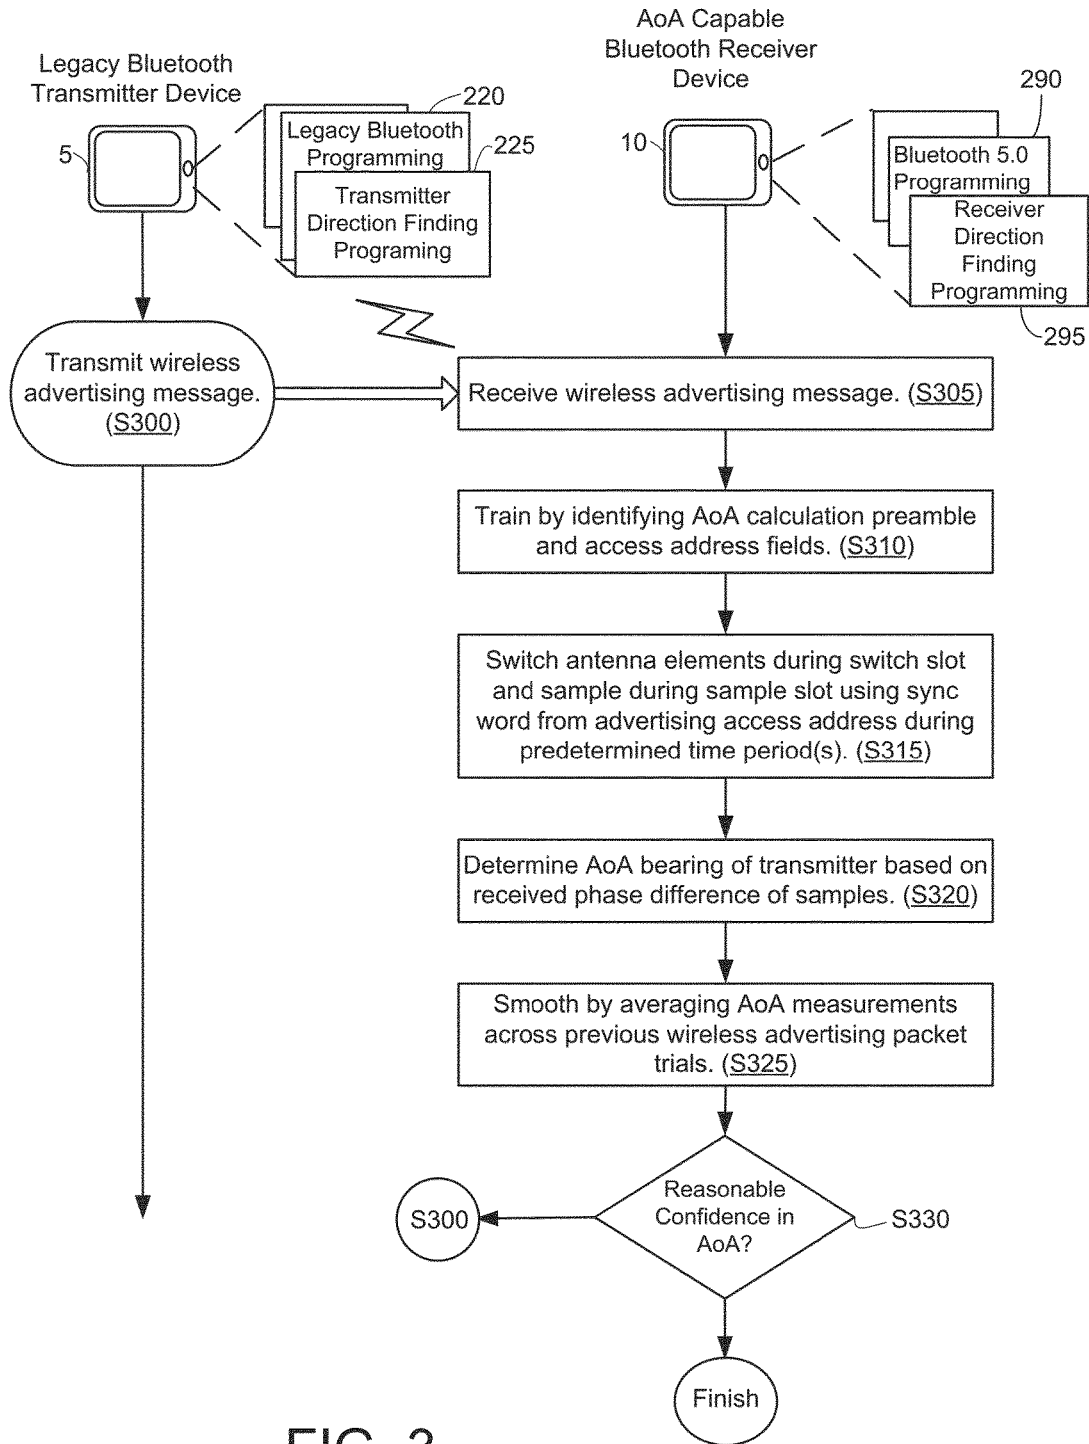 AoA Capable
Bluetooth Receiver
Device
Legacy Bluetooth
Transmitter Device
220
290
Legacy Bluetooth
Programming
225
5
10
Bluetooth 5.0
Programming
Transmitter
Direction Finding
Programing
Receiver
Direction
Finding
Programming
295
Transmit wireless
advertising message.
(S300)
Receive wireless advertising message. (S305)
Train by identifying AoA calculation preamble
and access address fields. (S310)
Switch antenna elements during switch slot
and sample during sample slot using sync
word from advertising access address during
predetermined time period(s). (S315)
Determine AoA bearing of transmitter based on
received phase difference of samples. (S320)
Smooth by averaging AoA measurements
across previous wireless advertising packet
trials. (S325)
Reasonable
Confidence in
AoA?
S330
S300
Finish